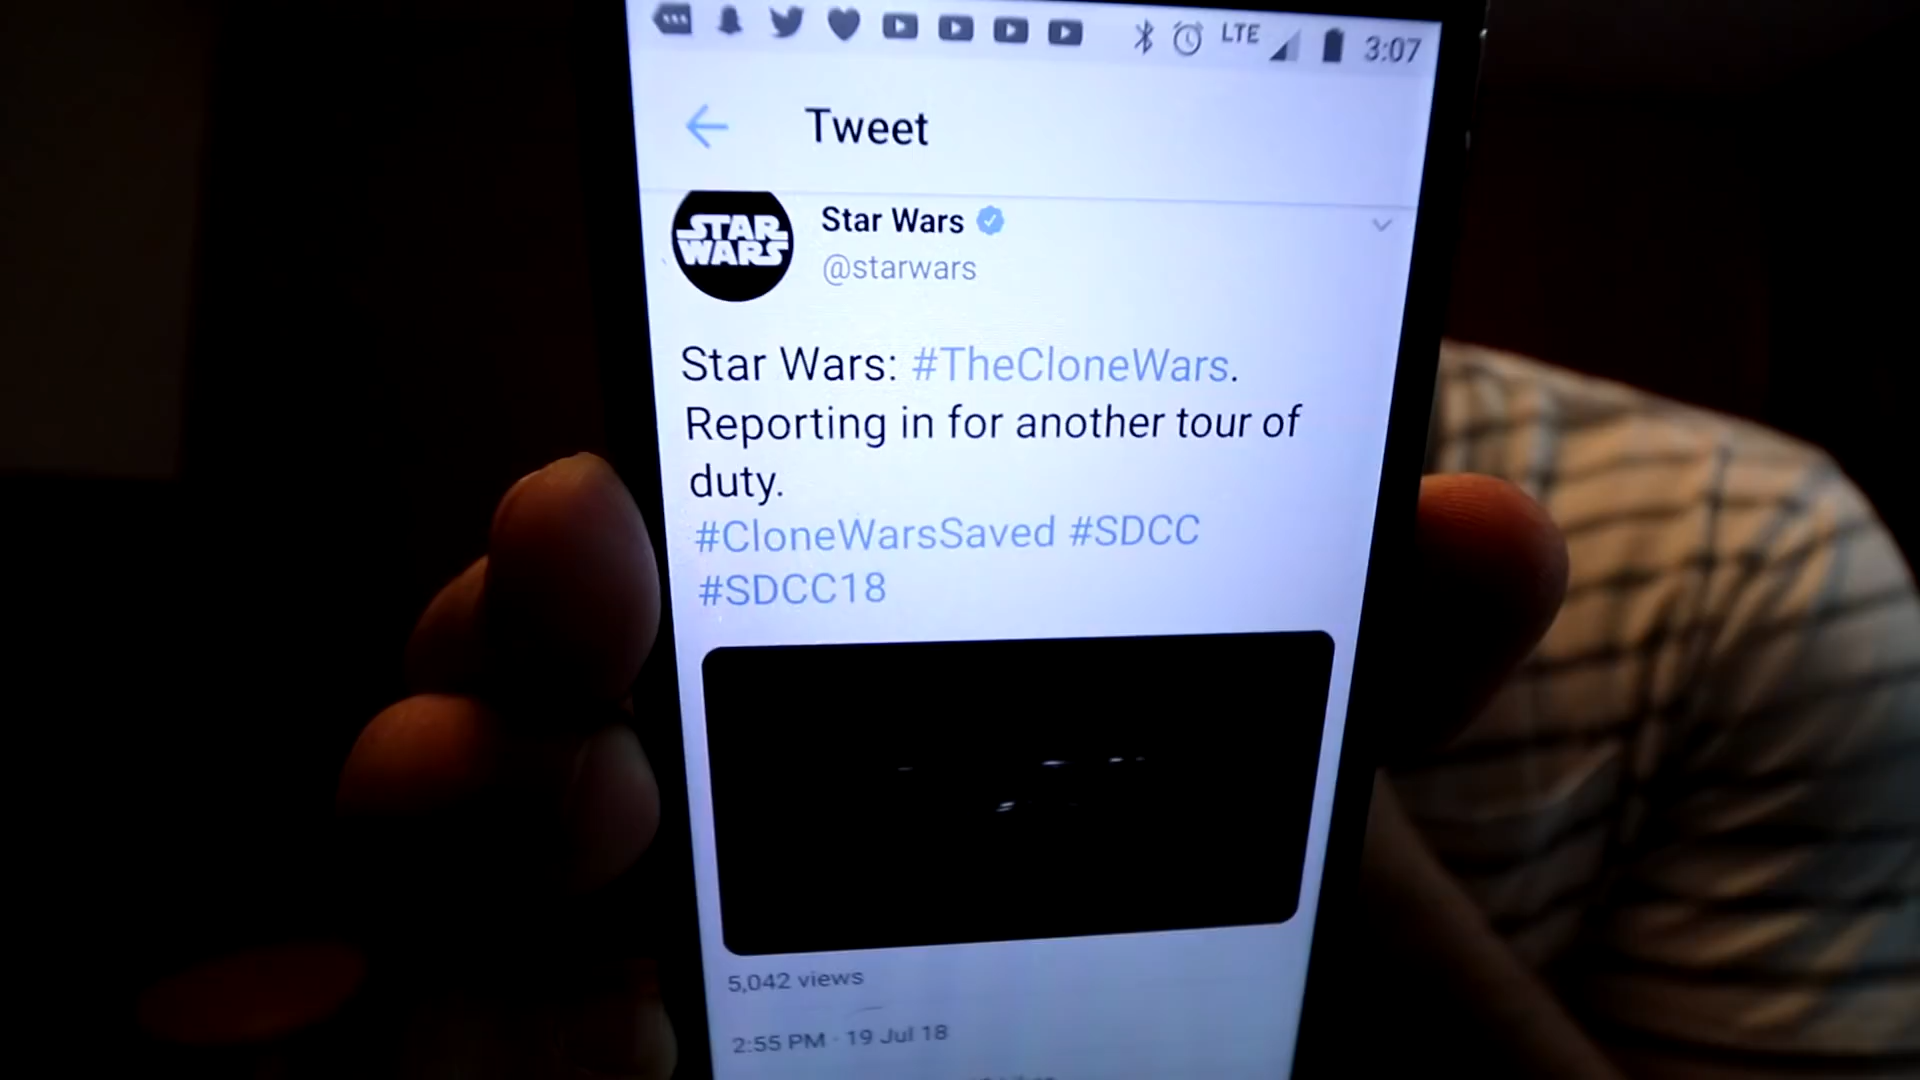 LTE 3:07
Tweet
STAR
WARS
Star Wars
@starwars
Star Wars: #TheCloneWars.
Reporting in for another tour of
duty.
#CloneWarsSaved #SDCC
#SDCC18
5,042 views
2:55 PM · 19 Jul 18